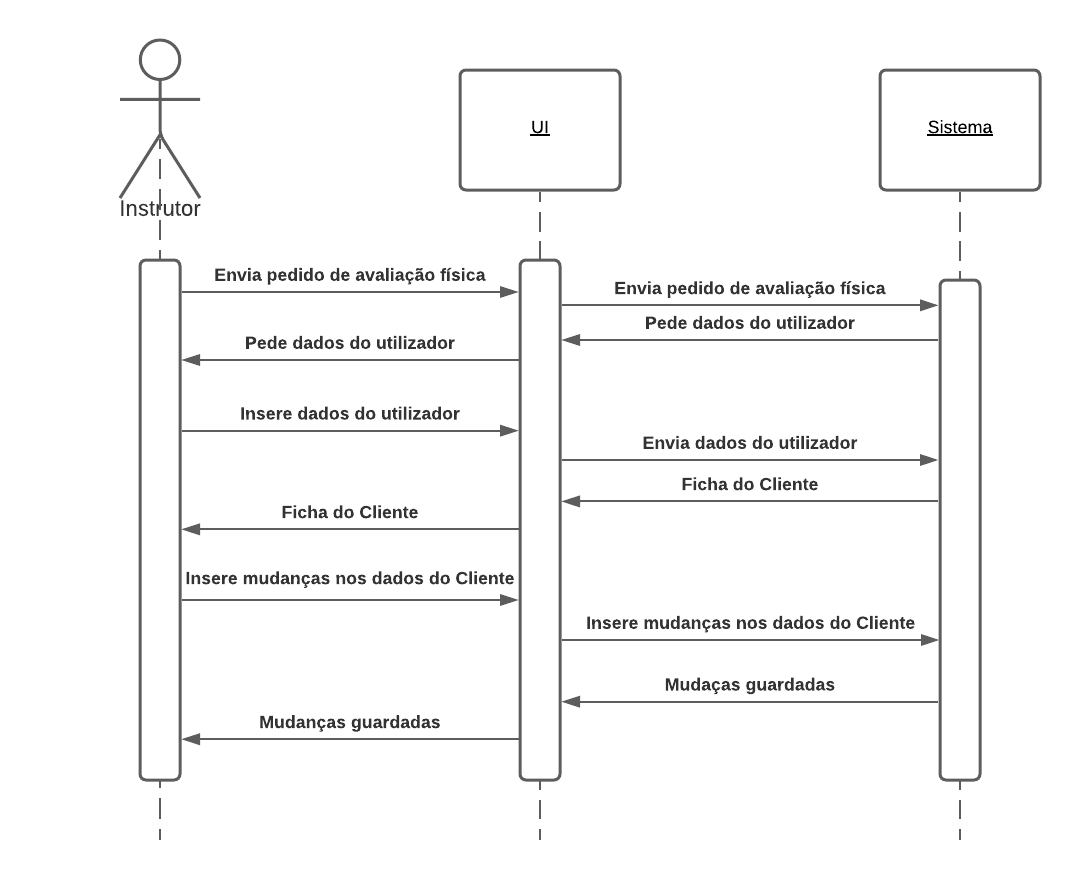 UI
Sistema
Instrutor
Envia pedido de avaliação física
Envia pedido de avaliação física
Pede dados do utilizador
Pede dados do utilizador
Insere dados do utilizador
Envia dados do utilizador
Ficha do Cliente
Ficha do Cliente
Insere mudanças nos dados do Cliente
Insere mudanças nos dados do Cliente
Mudaças guardadas
Mudanças guardadas